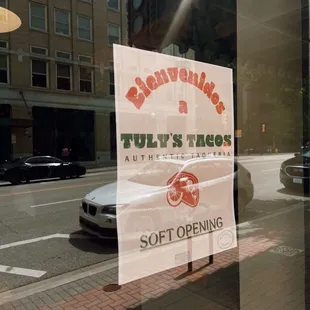 Bienvenidos
a
TULY'S TACOS
AUTHENTIC TAQUERIA
SOFT OPENING